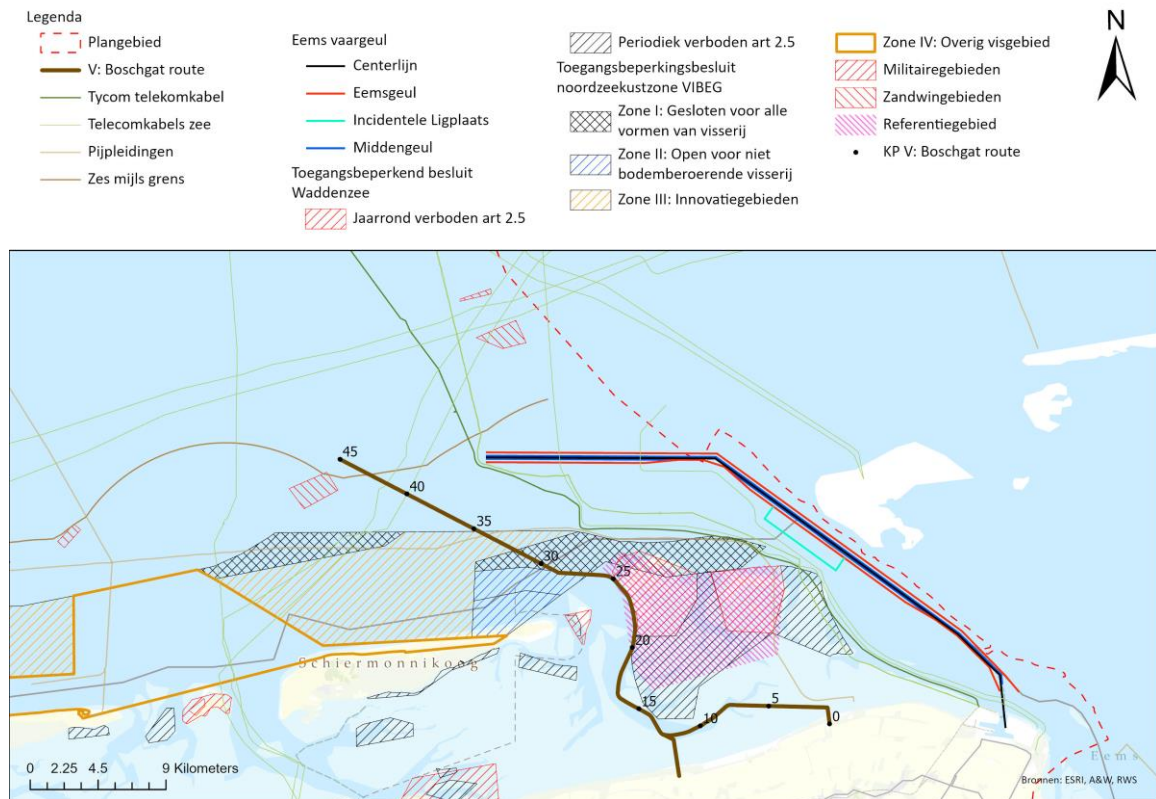 Legenda
Plangebied
V: Boschgat route
Tycom telekomkabel
Telecomkabels zee
Pijpleidingen
Zes mijls grens
Eems vaargeul
Centerlijn
Eemsgeul
Incidentele Ligplaats
Middengeul
Toegangsbeperkend besluit
Waddenzee
Jaarrond verboden art 2.5
Periodiek verboden art 2.5
Toegangsbeperkingsbesluit
noordzeekustzone VIBEG
Zone I: Gesloten voor alle
vormen van visserij
Zone II: Open voor niet
bodemberoerende visserij
Zone III: Innovatiegebieden
Zone IV: Overig visgebied
Militairegebieden
Zandwingebieden
Referentiegebied
KP V: Boschgat route
N
45
40
35
30
25
20
15
10
5
0
Schiermonnikoog
Eems
0 2.25 4.5 9 Kilometers
Bronnen: ESRI, A&W, RWS